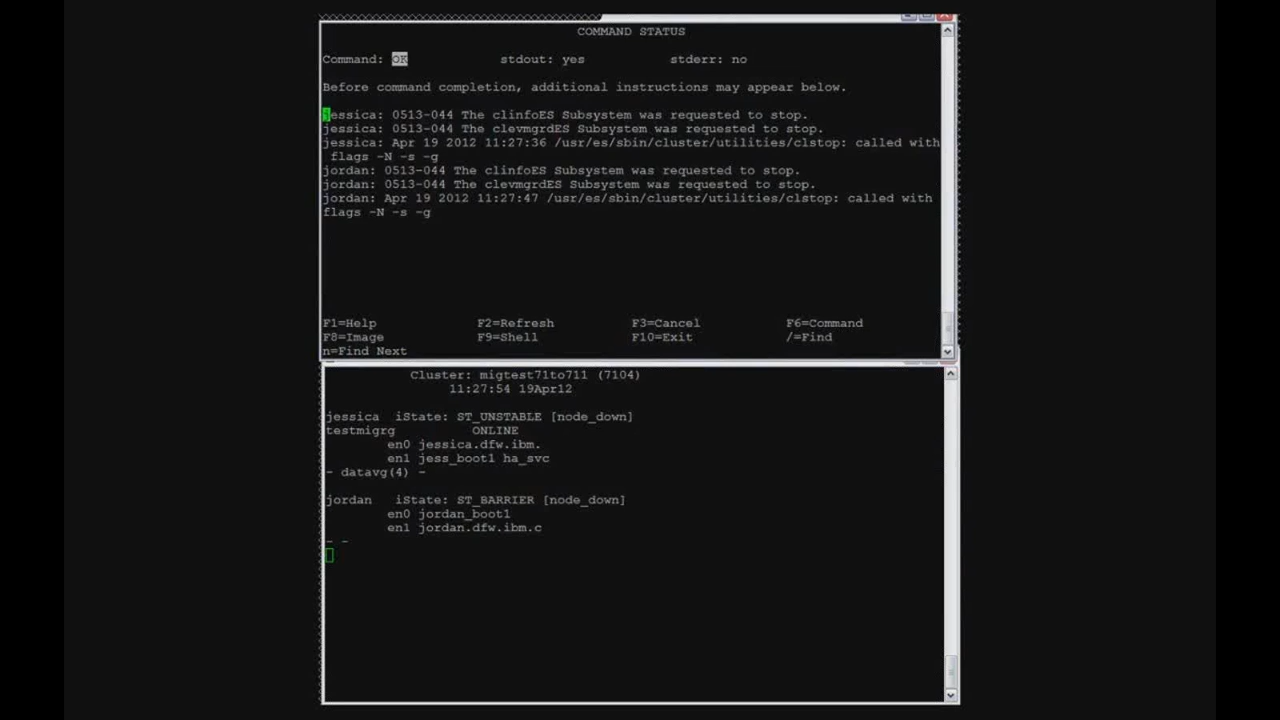 COMMAND STATUS
Command: OK stdout: yes stderr: no
Before command completion, additional instructions may appear below.
jessica: 0513-044 The clinfoES Subsystem was requested to stop.
jessica: 0513-044 The clevmgrdES Subsystem was requested to stop.
jessica: Apr 19 2012 11:27:36 /usr/es/sbin/cluster/utilities/clstop: called with
flags -N -s -g
jordan: 0513-044 The clinfoES Subsystem was requested to stop.
jordan: 0513-044 The clevmgrdES Subsystem was requested to stop.
jordan: Apr 19 2012 11:27:47 /usr/es/sbin/cluster/utilities/clstop: called with
flags -N -s -g
F1=Help F2=Refresh F3=Cancel F6=Command
F8=Image F9=Shell F10=Exit /=Find
n=Find Next
Cluster: migtest71to711 (7104)
11:27:54 19Apr12
jessica iState: ST_UNSTABLE [node_down]
testmigrg ONLINE
en0 jessica.dfw.ibm.
en1 jess_boot1 ha_svc
- datavg(4) -
jordan iState: ST_BARRIER [node_down]
en0 jordan_boot1
en1 jordan.dfw.ibm.c
- -